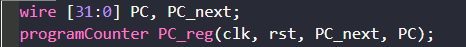 wire [31:0] PC, PC_next;
programCounter PC_reg(clk, rst, PC_next, PC);